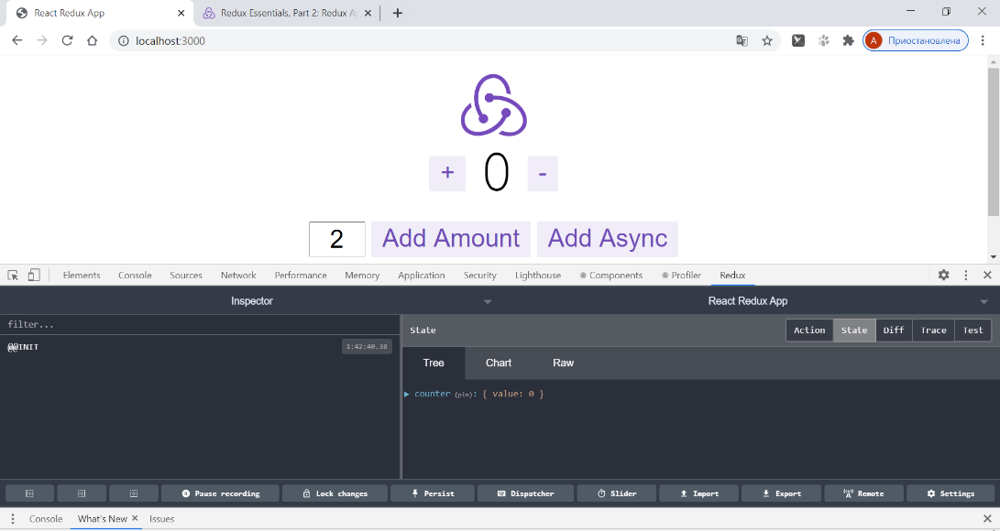 React Redux App
Redux Essentials, Part 2: Redux A
localhost:3000
A Приостановлена
+ 0 -
2 Add Amount Add Async
Elements Console Sources Network Performance Memory Application Security Lighthouse Components Profiler Redux
Inspector React Redux App
filter... State Action State Diff Trace Test
@@INIT 1:42:40.38
Tree Chart Raw
counter (pin): { value: 0 }
Pause recording Lock changes Persist Dispatcher Slider Import Export Remote Settings
Console What's New Issues